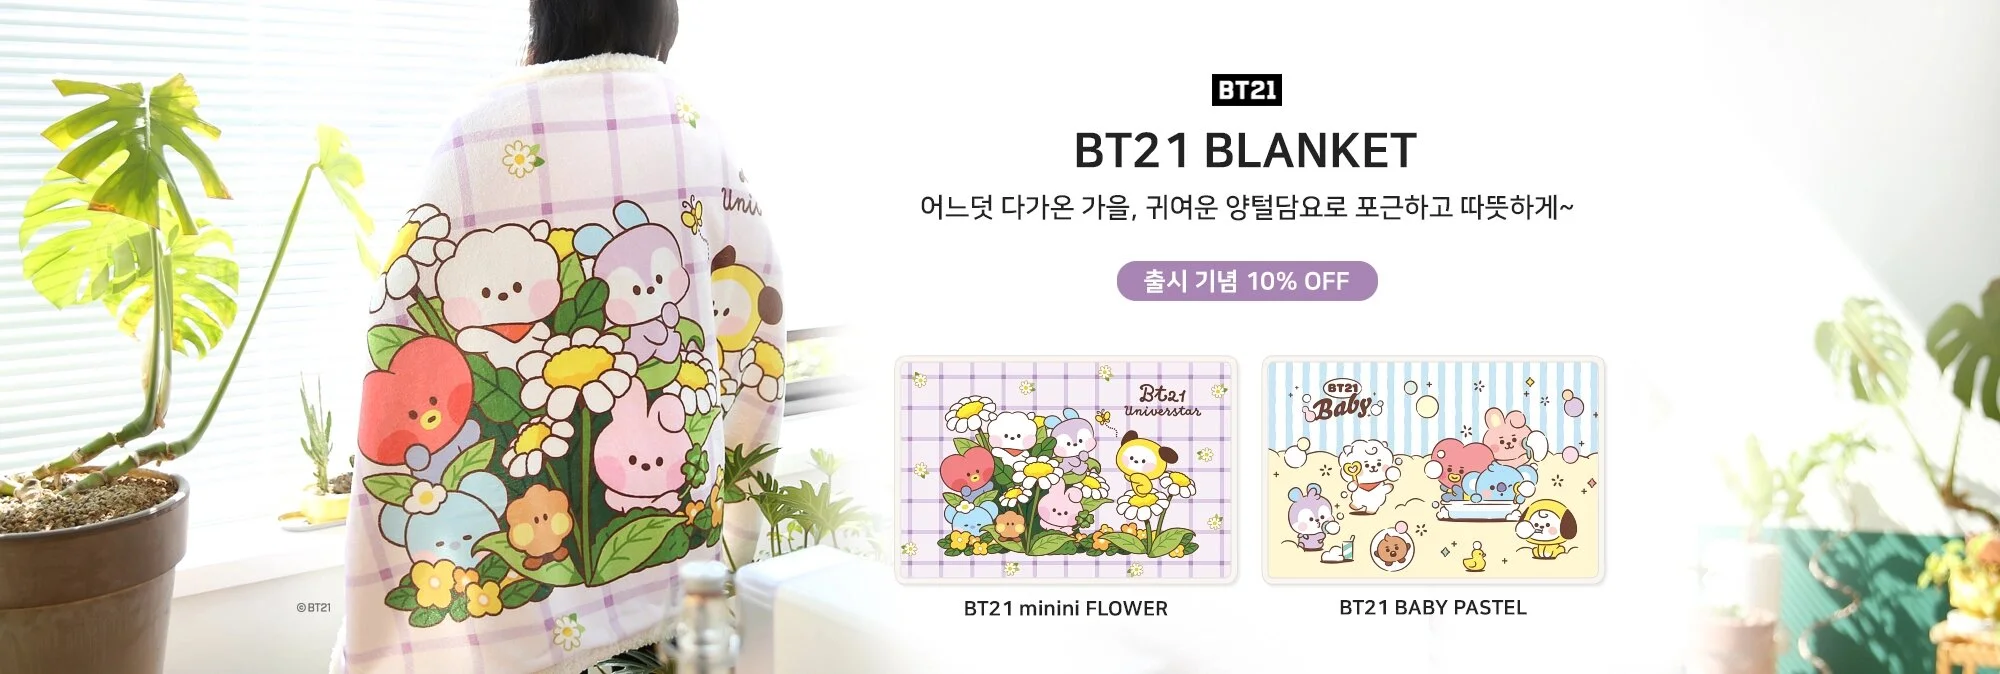 BT21
BT21 BLANKET
어느덧 다가온 가을, 귀여운 양털담요로 포근하고 따뜻하게~
출시 기념 10% OFF
Uni
Bt21
Universtar
BT21
Baby
BT21 minini FLOWER
BT21 BABY PASTEL
©BT21